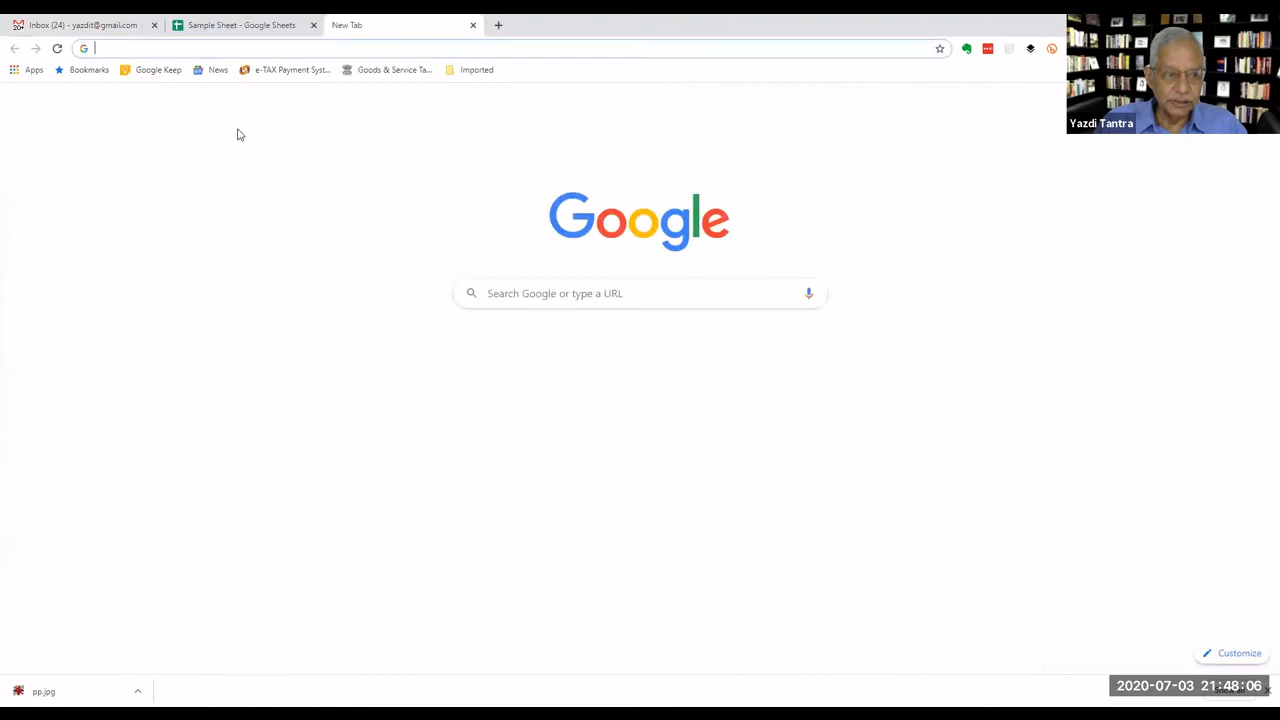 Inbox (24) - yazdit@gmail.com
Sample Sheet - Google Sheets
New Tab
Apps
Bookmarks
Google Keep
News
e-TAX Payment Syst...
Goods & Service Ta...
Imported
Yazdi Tantra
Google
Search Google or type a URL
Customize
pp.jpg
2020-07-03 21:48:06